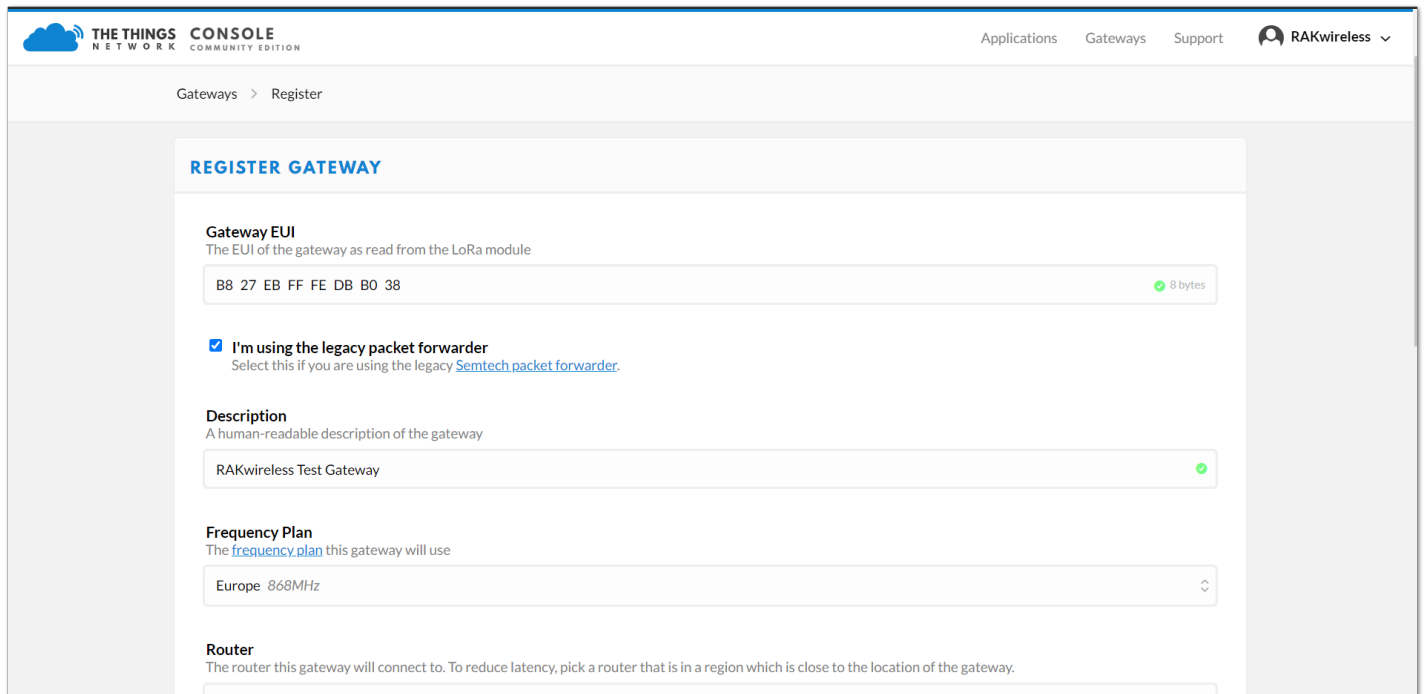 THE THINGS CONSOLE
NETWORK COMMUNITY EDITION
Applications Gateways Support RAKwireless
Gateways > Register
REGISTER GATEWAY
Gateway EUI
The EUI of the gateway as read from the LoRa module
B8 27 EB FF FE DB B0 38 8 bytes
I'm using the legacy packet forwarder
Select this if you are using the legacy Semtech packet forwarder.
Description
A human-readable description of the gateway
RAKwireless Test Gateway
Frequency Plan
The frequency plan this gateway will use
Europe 868MHz
Router
The router this gateway will connect to. To reduce latency, pick a router that is in a region which is close to the location of the gateway.